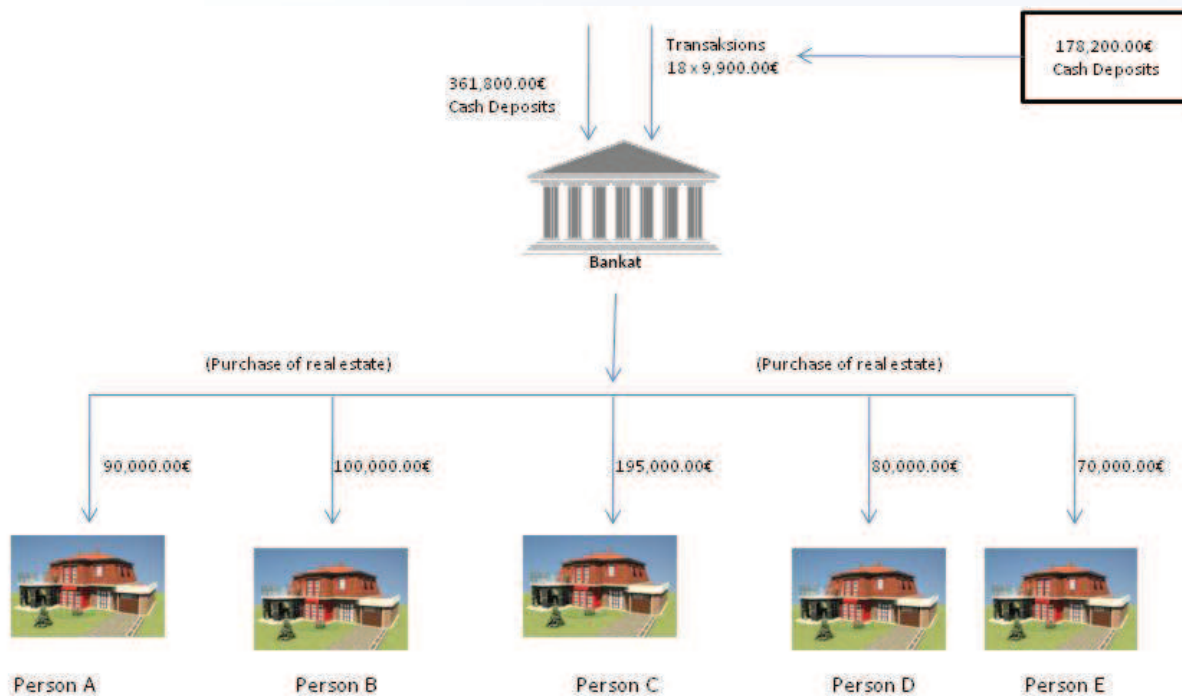 Transaksions
18 x 9,900.00€
178,200.00€
Cash Deposits
361,800.00€
Cash Deposits
Bankat
(Purchase of real estate)
(Purchase of real estate)
90,000.00€
100,000.00€
195,000.00€
80,000.00€
70,000.00€
Person A
Person B
Person C
Person D
Person E